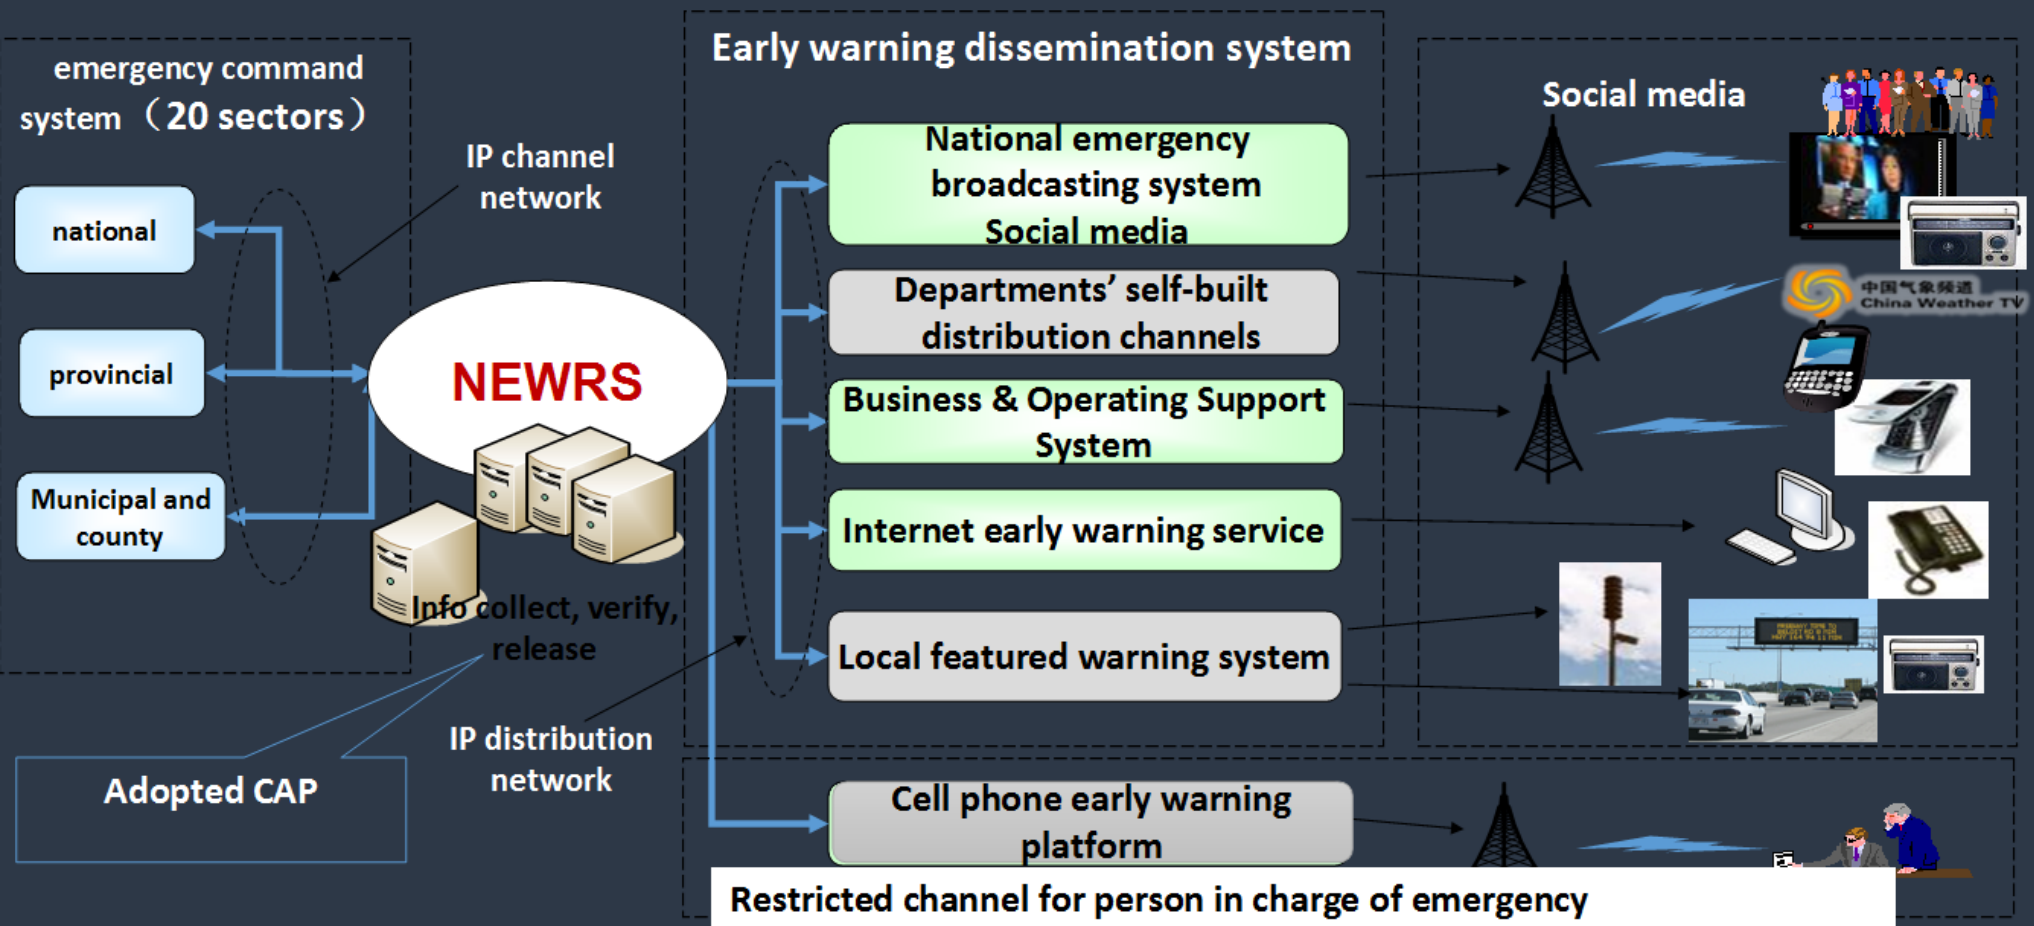 emergency command
system（20 sectors）
national
provincial
Municipal and
county
IP channel
network
NEWRS
Info collect, verify,
release
Adopted CAP
IP distribution
network
Early warning dissemination system
National emergency
broadcasting system
Social media
Departments’ self-built
distribution channels
Business & Operating Support
System
Internet early warning service
Local featured warning system
Cell phone early warning
platform
Restricted channel for person in charge of emergency
Social media
中国气象频道
China Weather TV